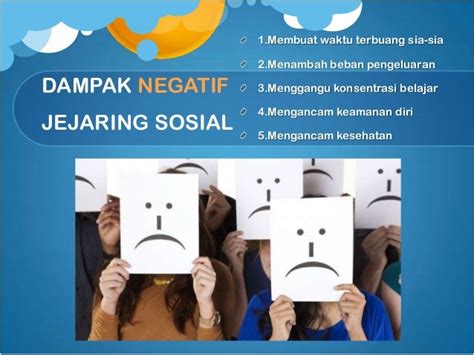 DAMPAK NEGATIF
JEJARING SOSIAL
1.Membuat waktu terbuang sia-sia
2.Menambah beban pengeluaran
3.Menggangu konsentrasi belajar
4.Mengancam keamanan diri
5.Mengancam kesehatan